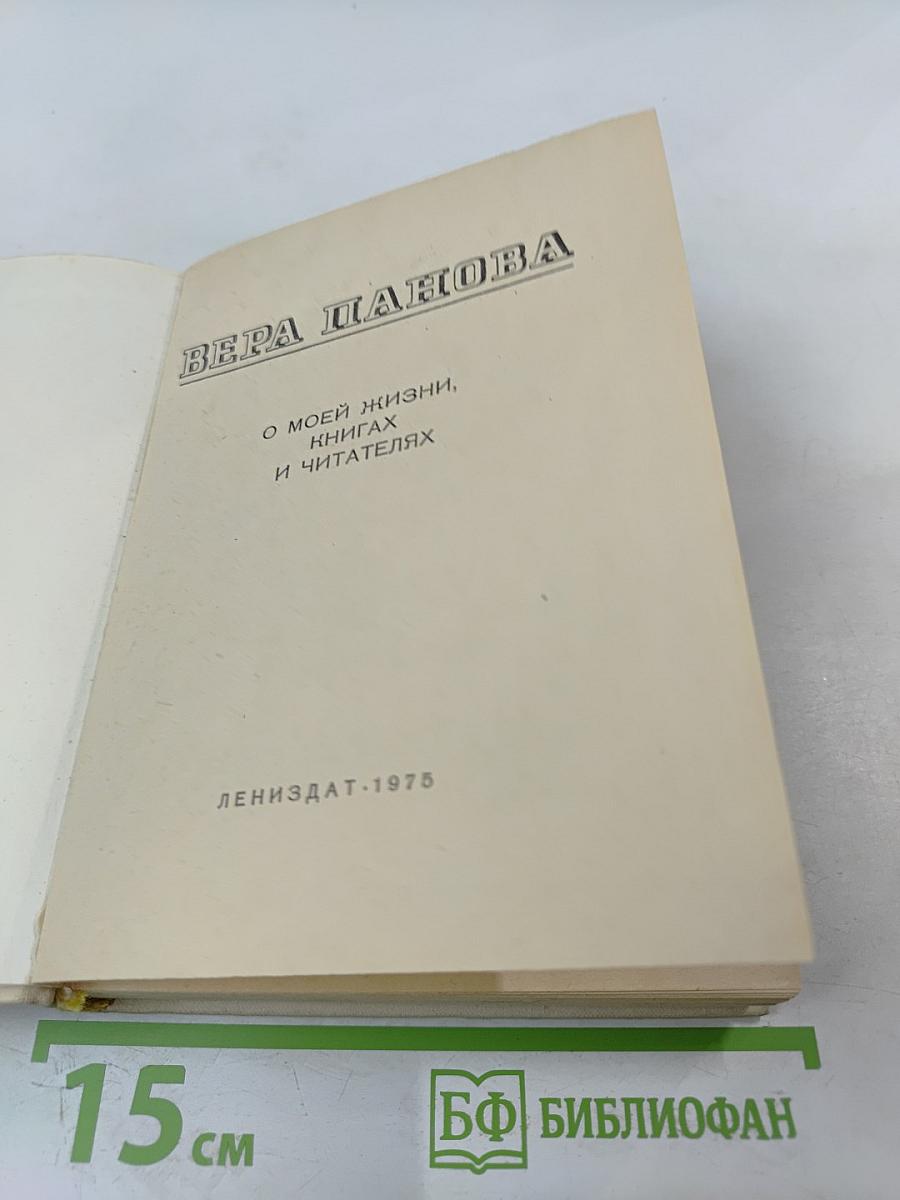 ВЕРА ПАНОВА
О МОЕЙ ЖИЗНИ,
КНИГАХ
И ЧИТАТЕЛЯХ
ЛЕНИЗДАТ • 1975
15 см
БФ БИБЛИОФАН